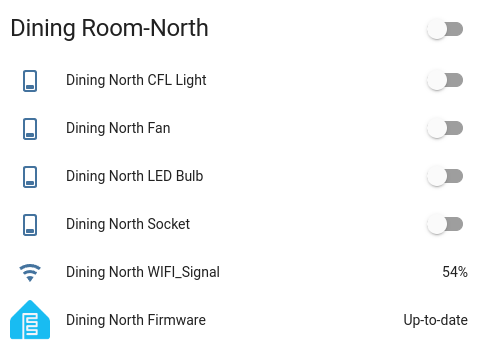 Dining Room-North
Dining North CFL Light
Dining North Fan
Dining North LED Bulb
Dining North Socket
Dining North WIFI_Signal 54%
Dining North Firmware Up-to-date